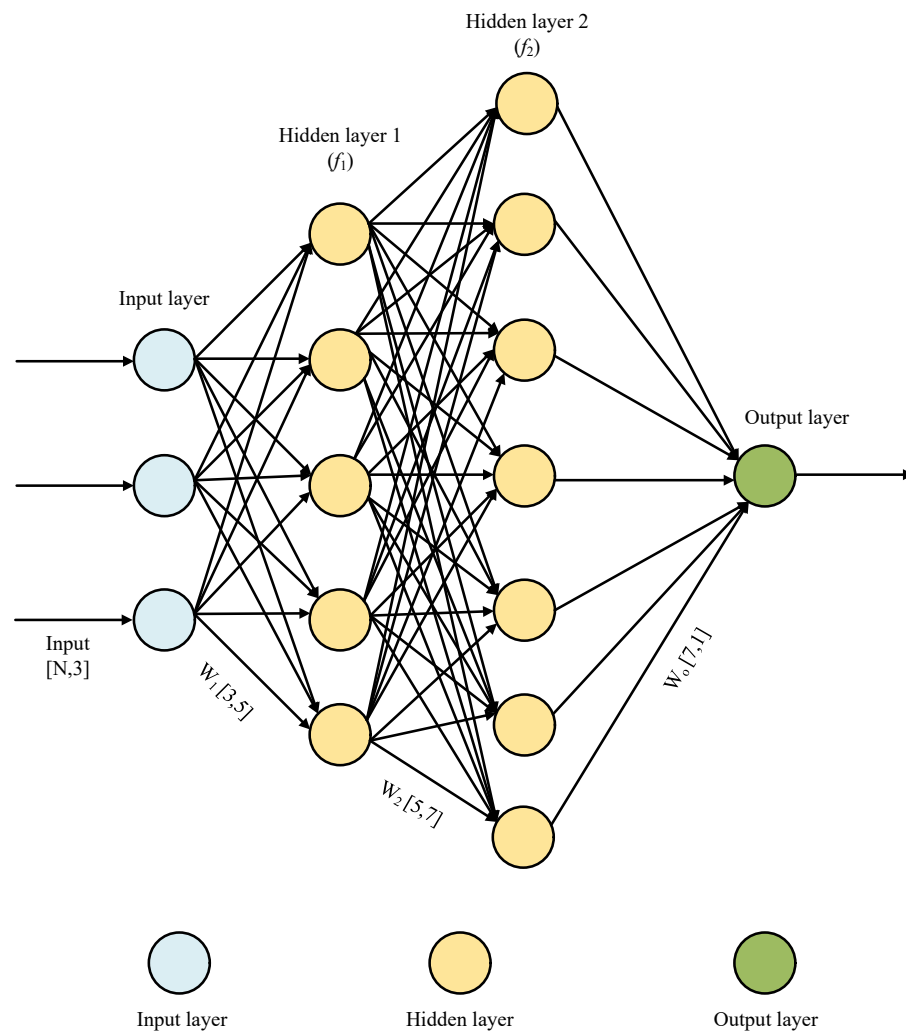 Hidden layer 2
(f₂)
Hidden layer 1
(f₁)
Input layer
Output layer
Input
[N,3]
W₁ [3,5]
W₂ [5,7]
Wₒ [7,1]
Input layer
Hidden layer
Output layer